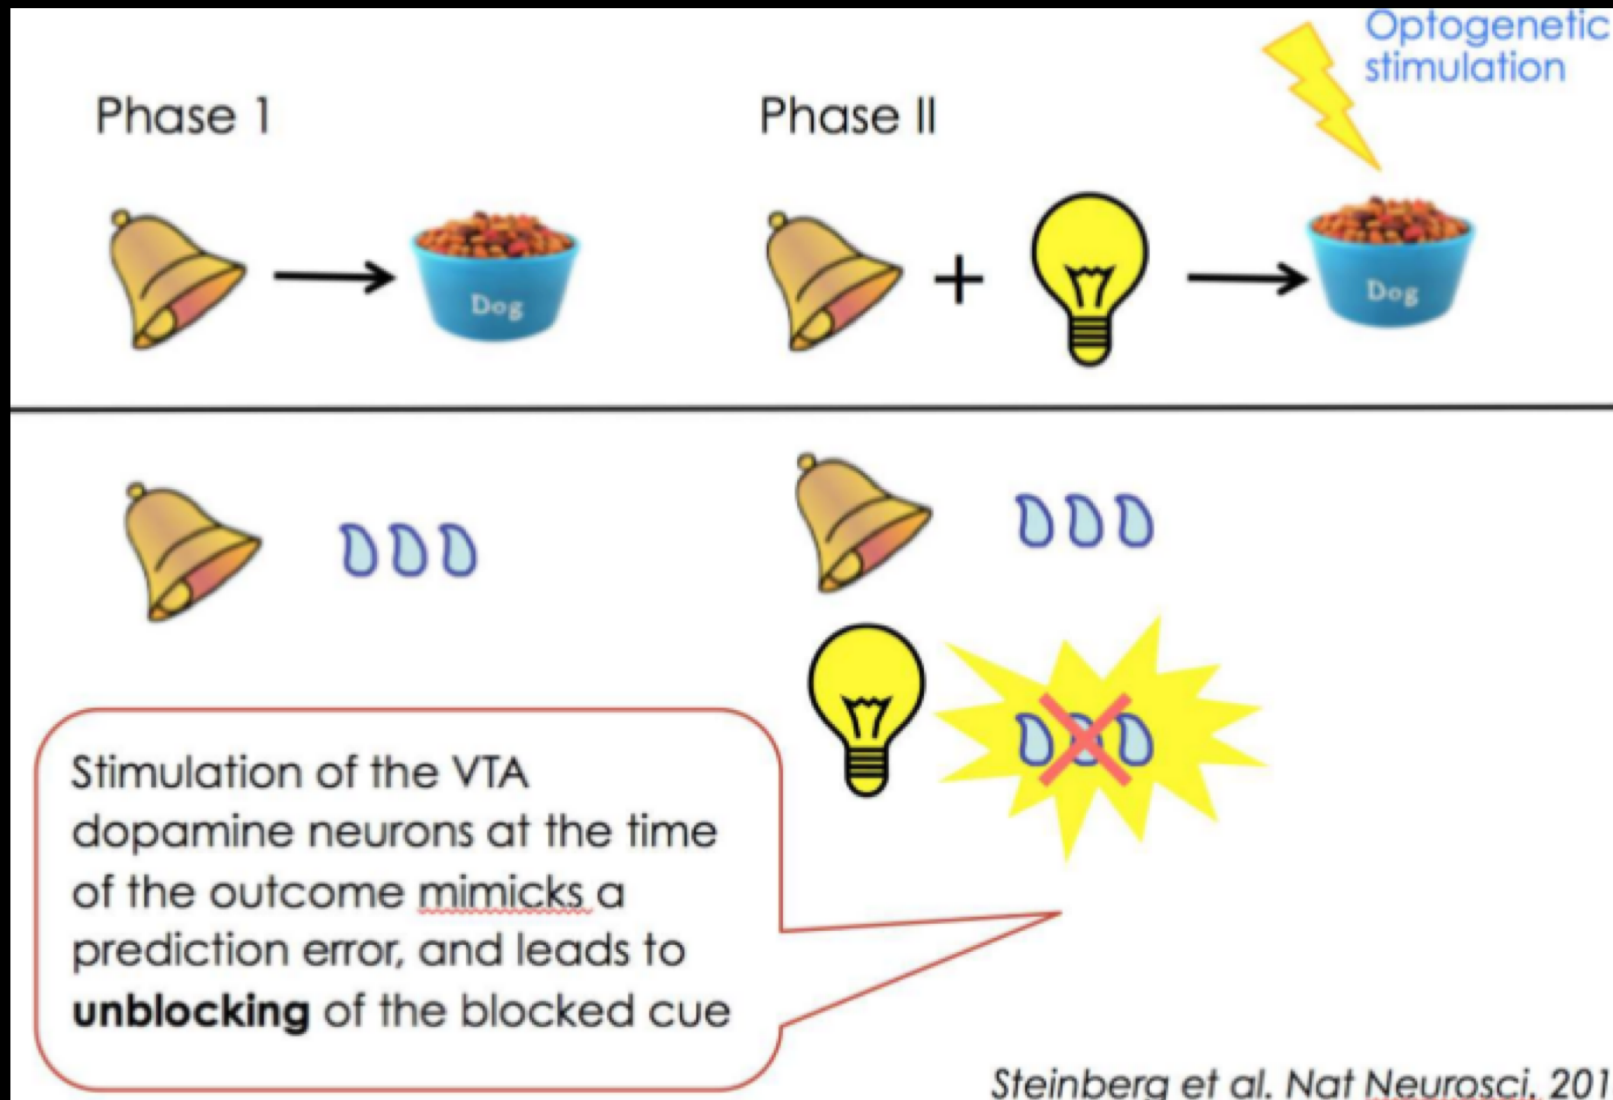 Optogenetic
stimulation
Phase 1
Phase II
Dog
Dog
Stimulation of the VTA
dopamine neurons at the time
of the outcome mimicks a
prediction error, and leads to
unblocking of the blocked cue
Steinberg et al. Nat Neurosci. 201